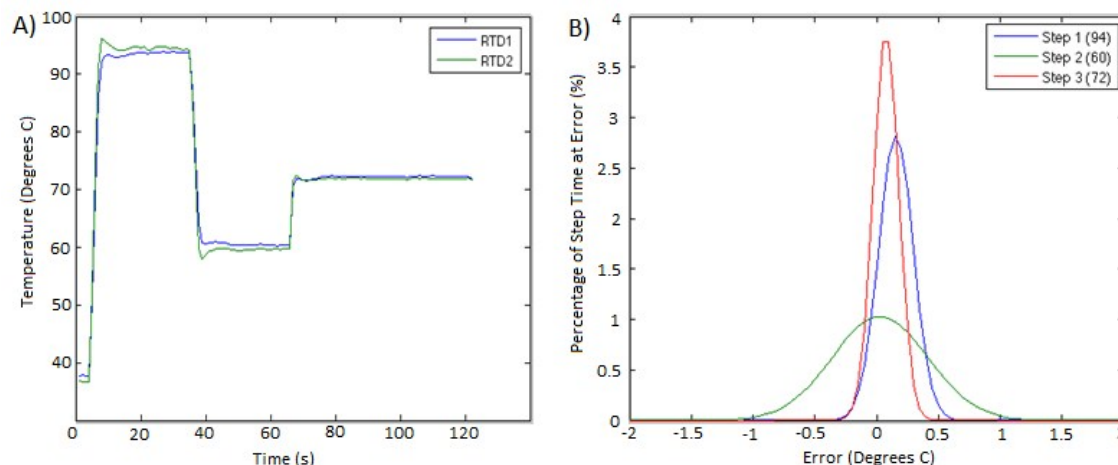 A)
100
90
80
70
60
50
40
0
20
40
60
80
100
120
Temperature (Degrees C)
Time (s)
RTD1
RTD2
B)
4
3.5
3
2.5
2
1.5
1
0.5
0
-2
-1.5
-1
-0.5
0
0.5
1
1.5
Percentage of Step Time at Error (%)
Error (Degrees C)
Step 1 (94)
Step 2 (60)
Step 3 (72)